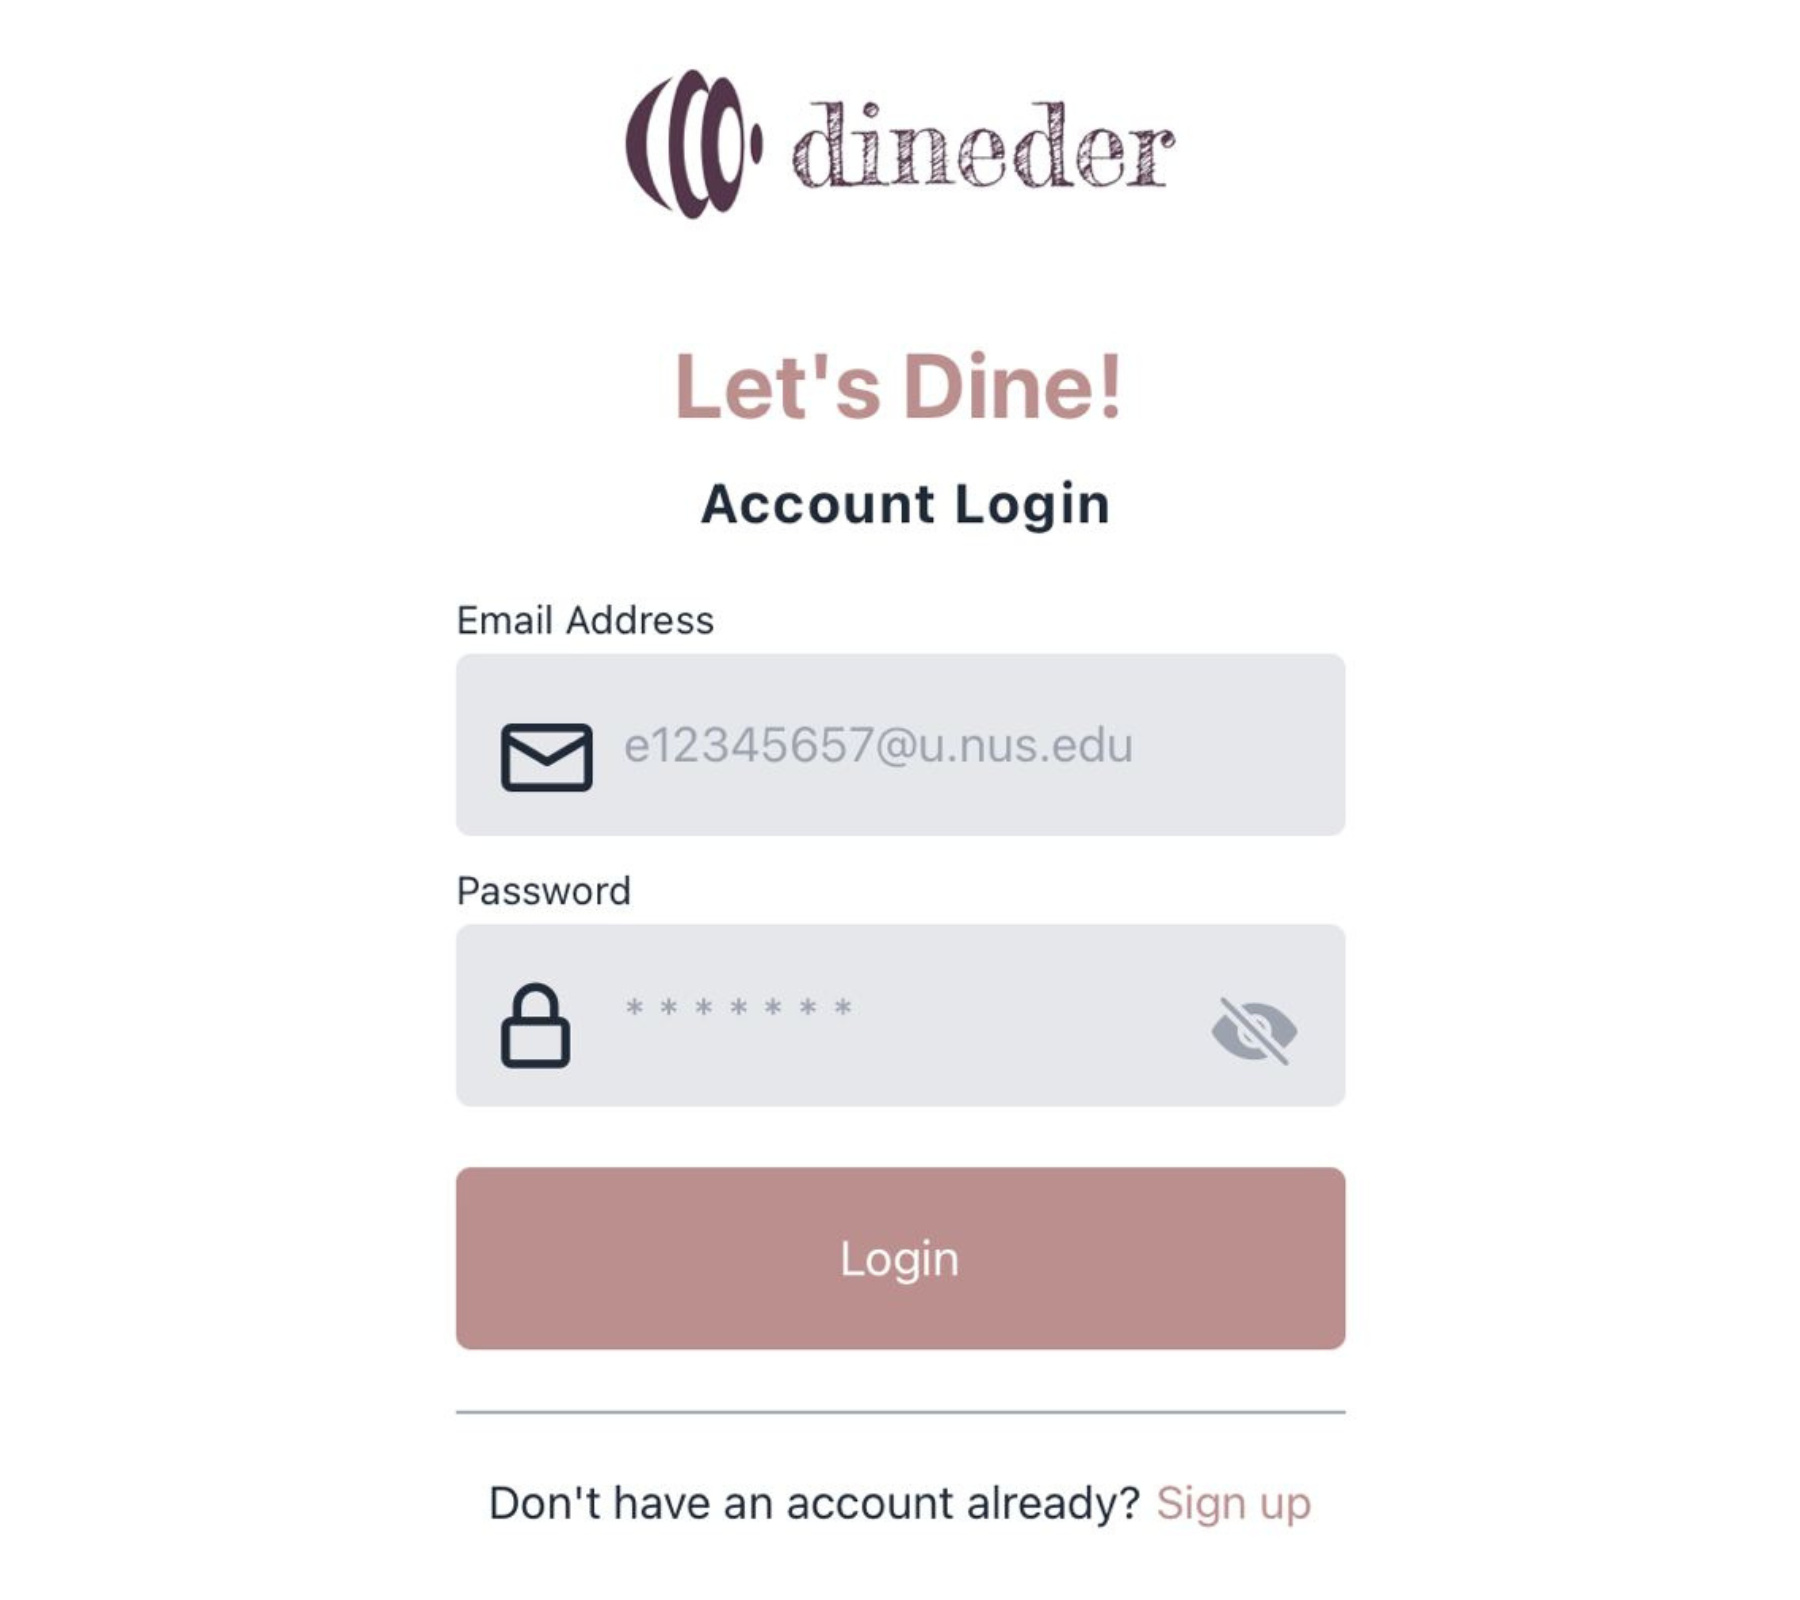 dineder
Let's Dine!
Account Login
Email Address
e12345657@u.nus.edu
Password
* * * * * * *
Login
Don't have an account already? Sign up